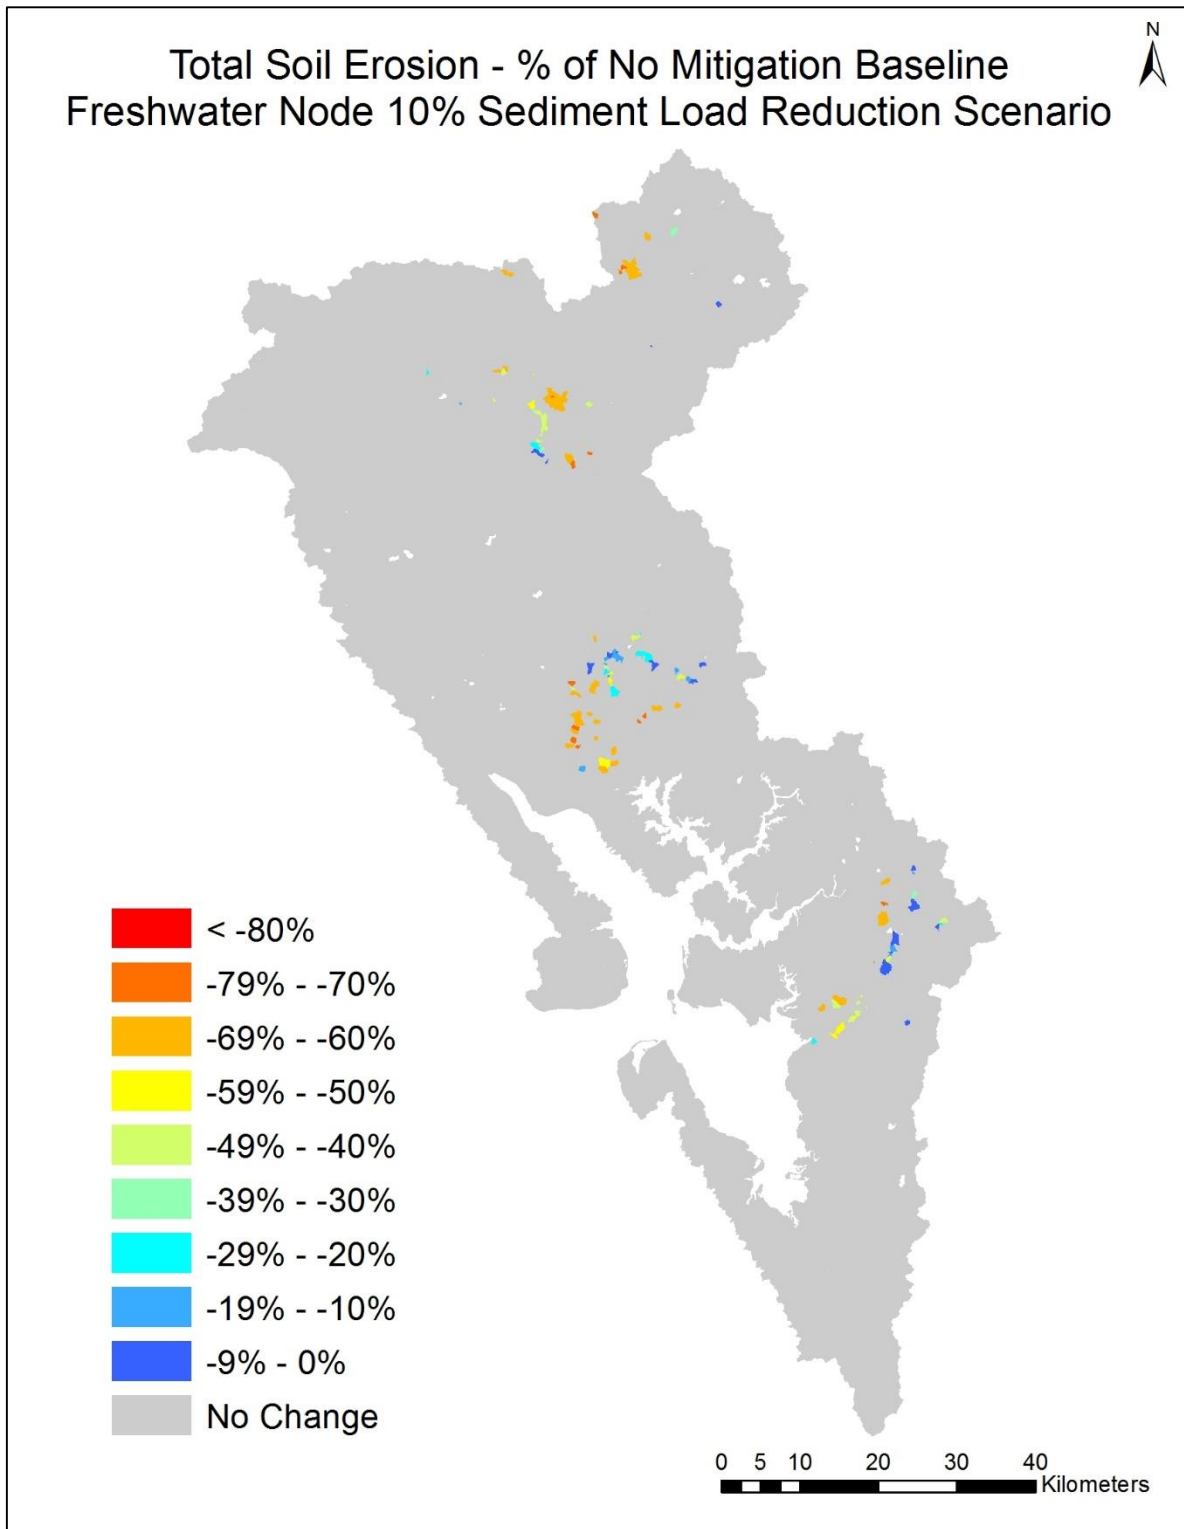 N
Total Soil Erosion - % of No Mitigation Baseline
Freshwater Node 10% Sediment Load Reduction Scenario
< -80%
-79% - -70%
-69% - -60%
-59% - -50%
-49% - -40%
-39% - -30%
-29% - -20%
-19% - -10%
-9% - 0%
No Change
0 5 10 20 30 40
Kilometers